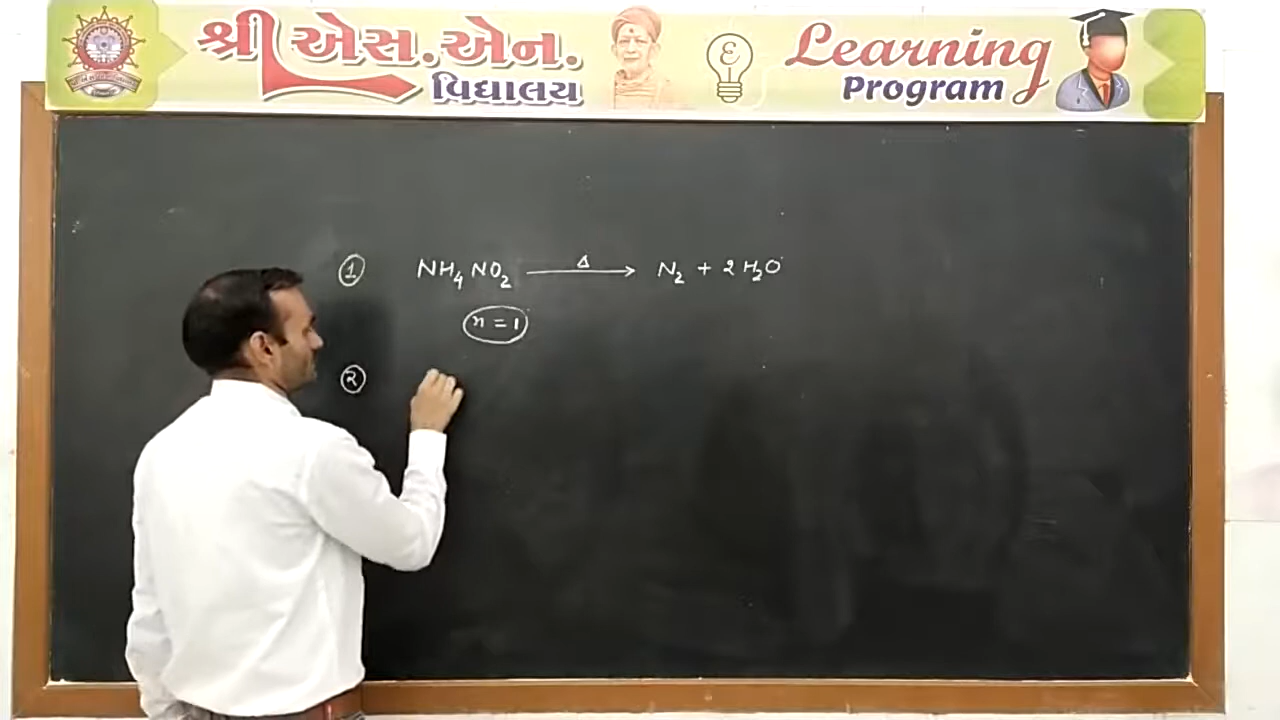 શ્રી એસ.એન. વિદ્યાલય
ε
Learning Program
① NH₄NO₂ —Δ→ N₂ + 2H₂O
n = 1
②